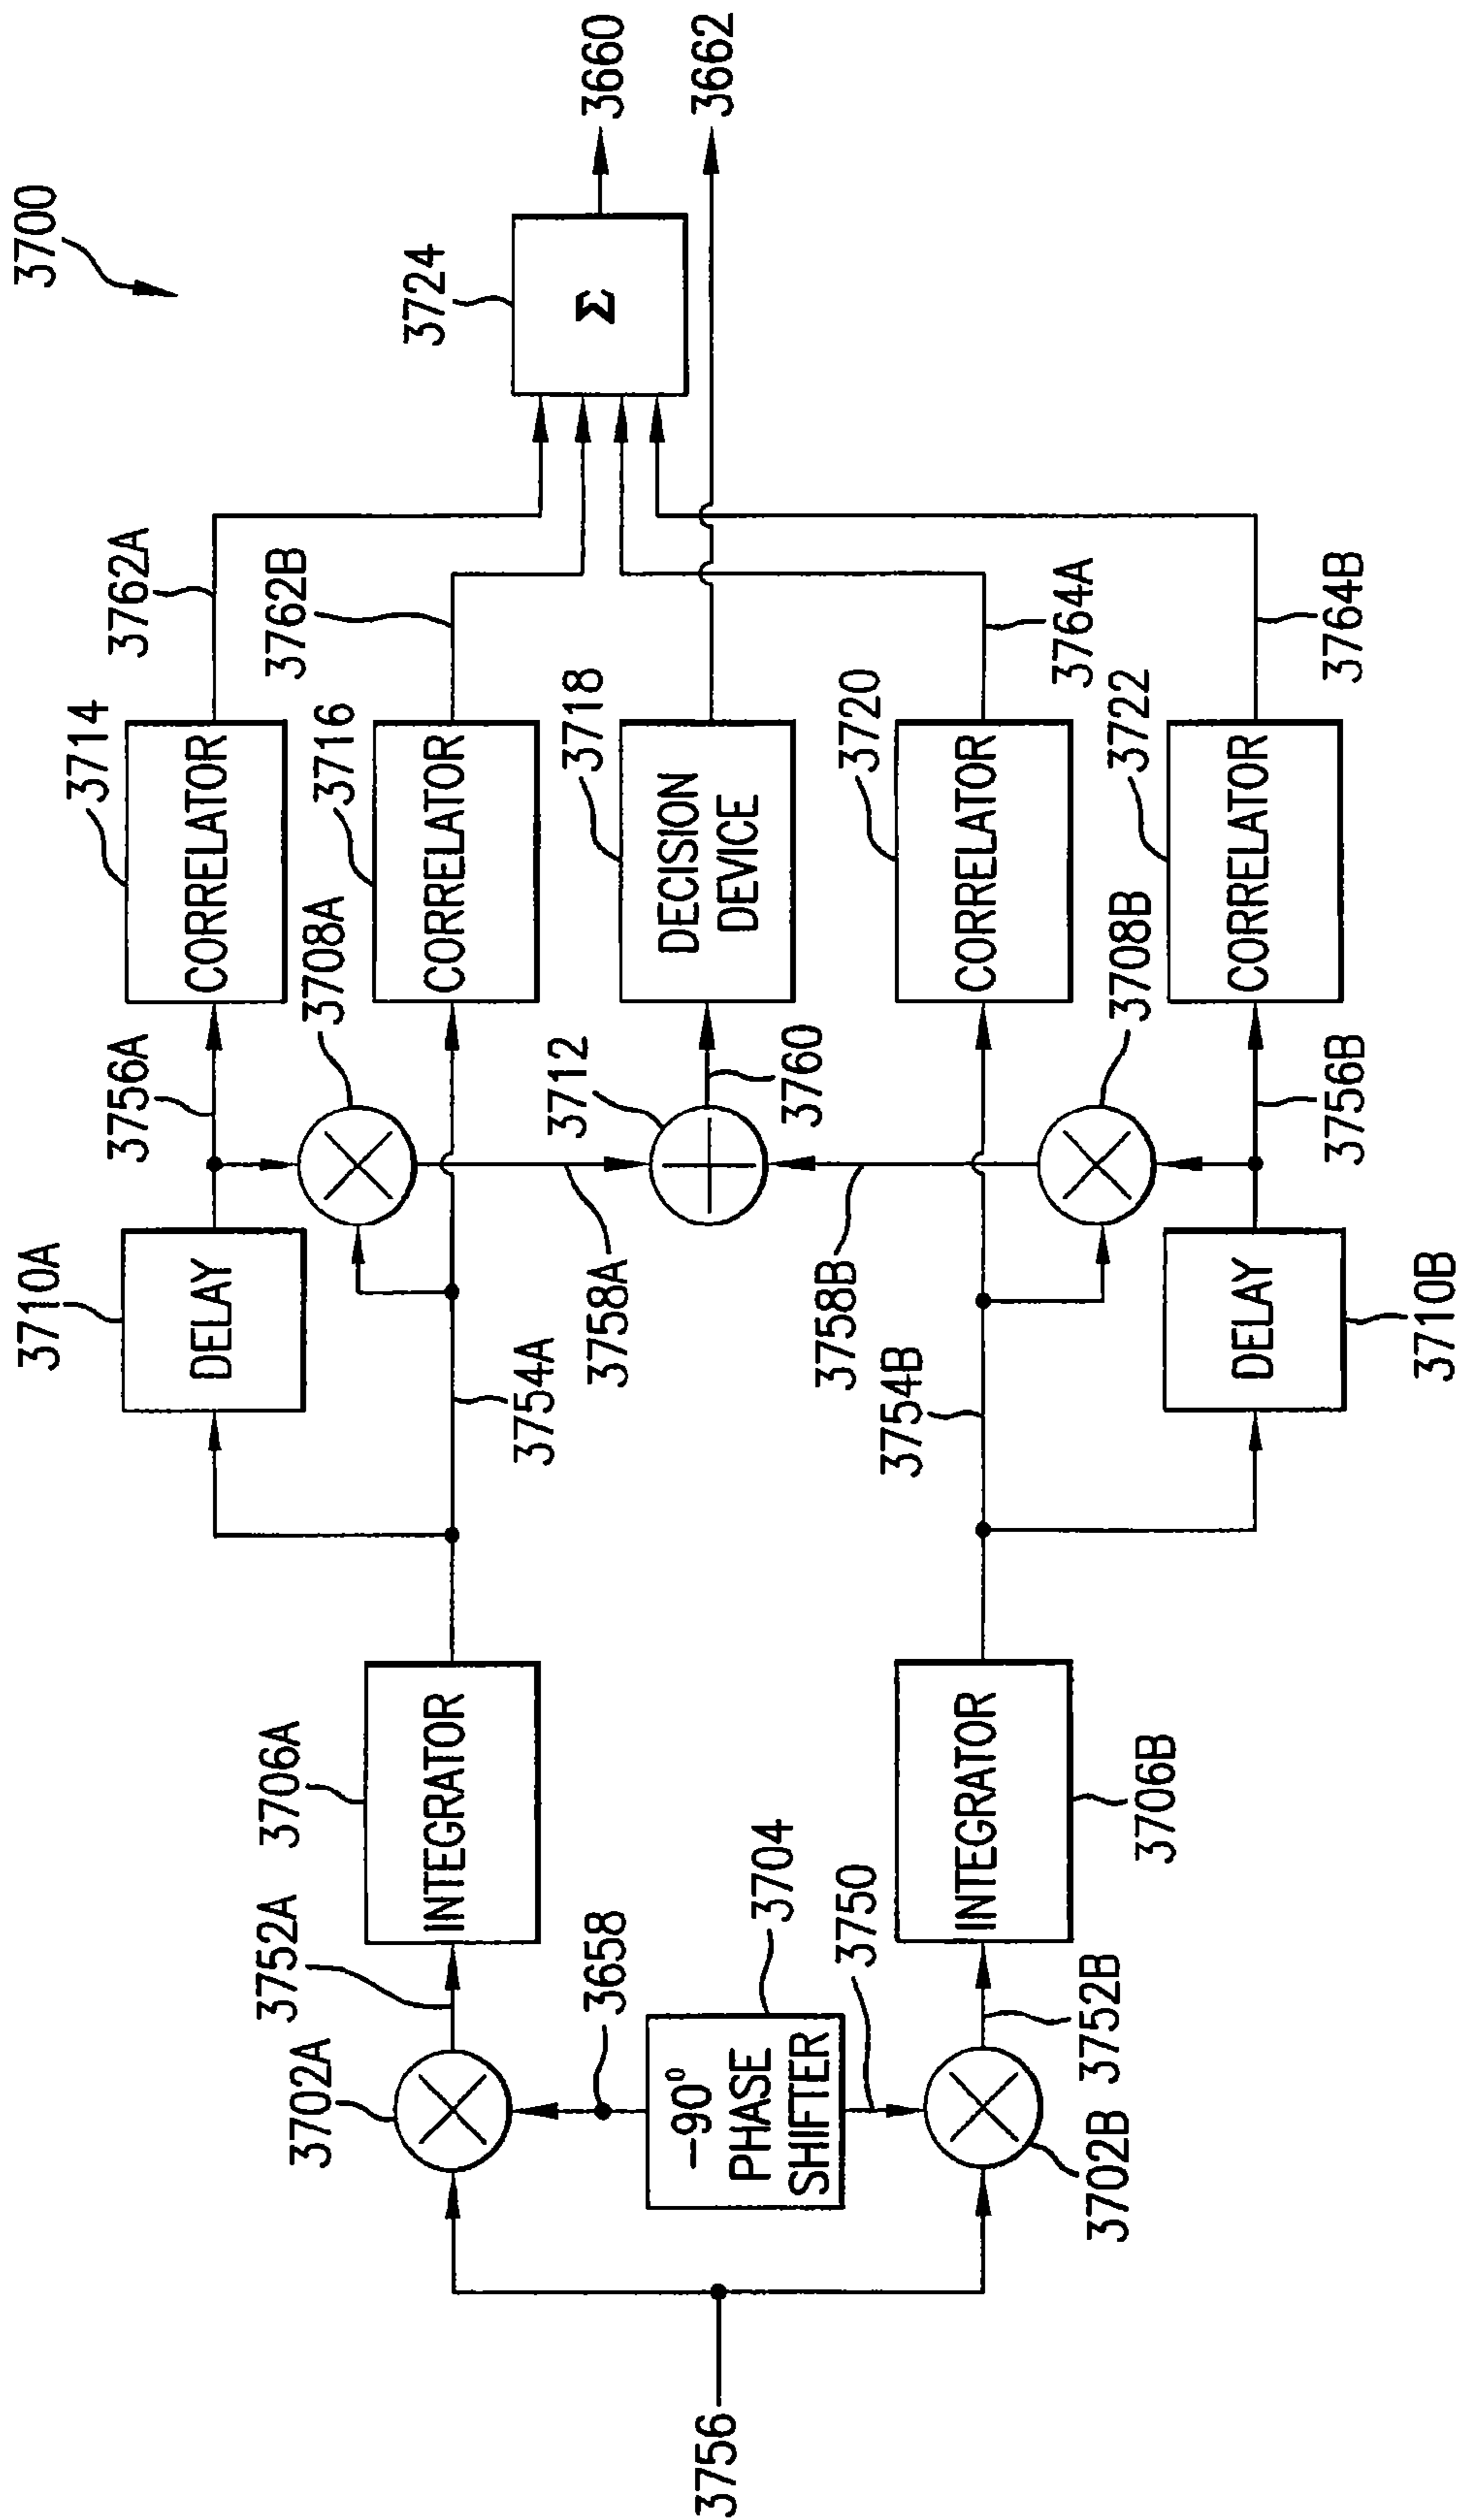 3700
3710A
DELAY
3756A
3714
CORRELATOR
3762A
3708A
3716
CORRELATOR
3762B
3724
Σ
3660
3662
3702A
3752A
3706A
INTEGRATOR
3754A
3758A
3712
3760
3718
DECISION
DEVICE
3756
3658
-90°
PHASE
SHIFTER
3704
3750
3758B
3754B
3720
CORRELATOR
3764A
3702B
3752B
INTEGRATOR
3706B
3708B
3722
CORRELATOR
3764B
DELAY
3710B
3756B